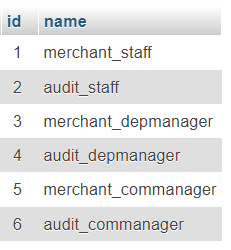 id name
1 merchant_staff
2 audit_staff
3 merchant_depmanager
4 audit_depmanager
5 merchant_commanager
6 audit_commanager